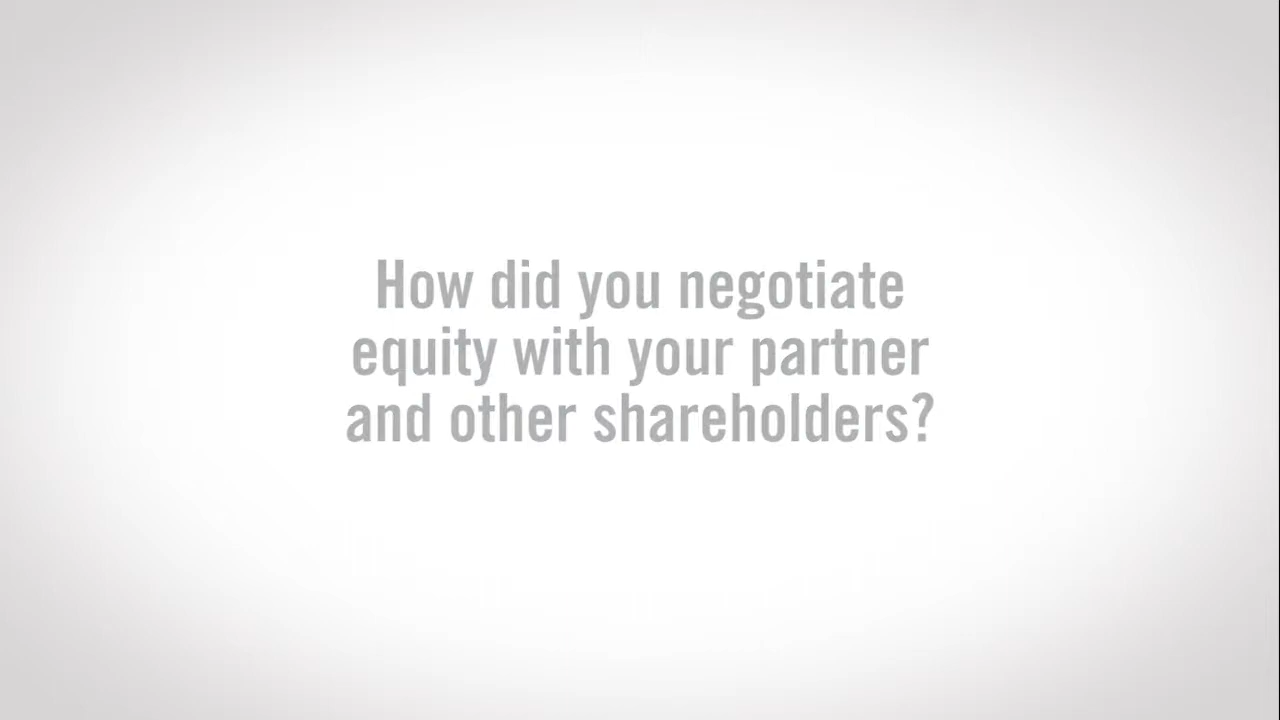 How did you negotiate
equity with your partner
and other shareholders?